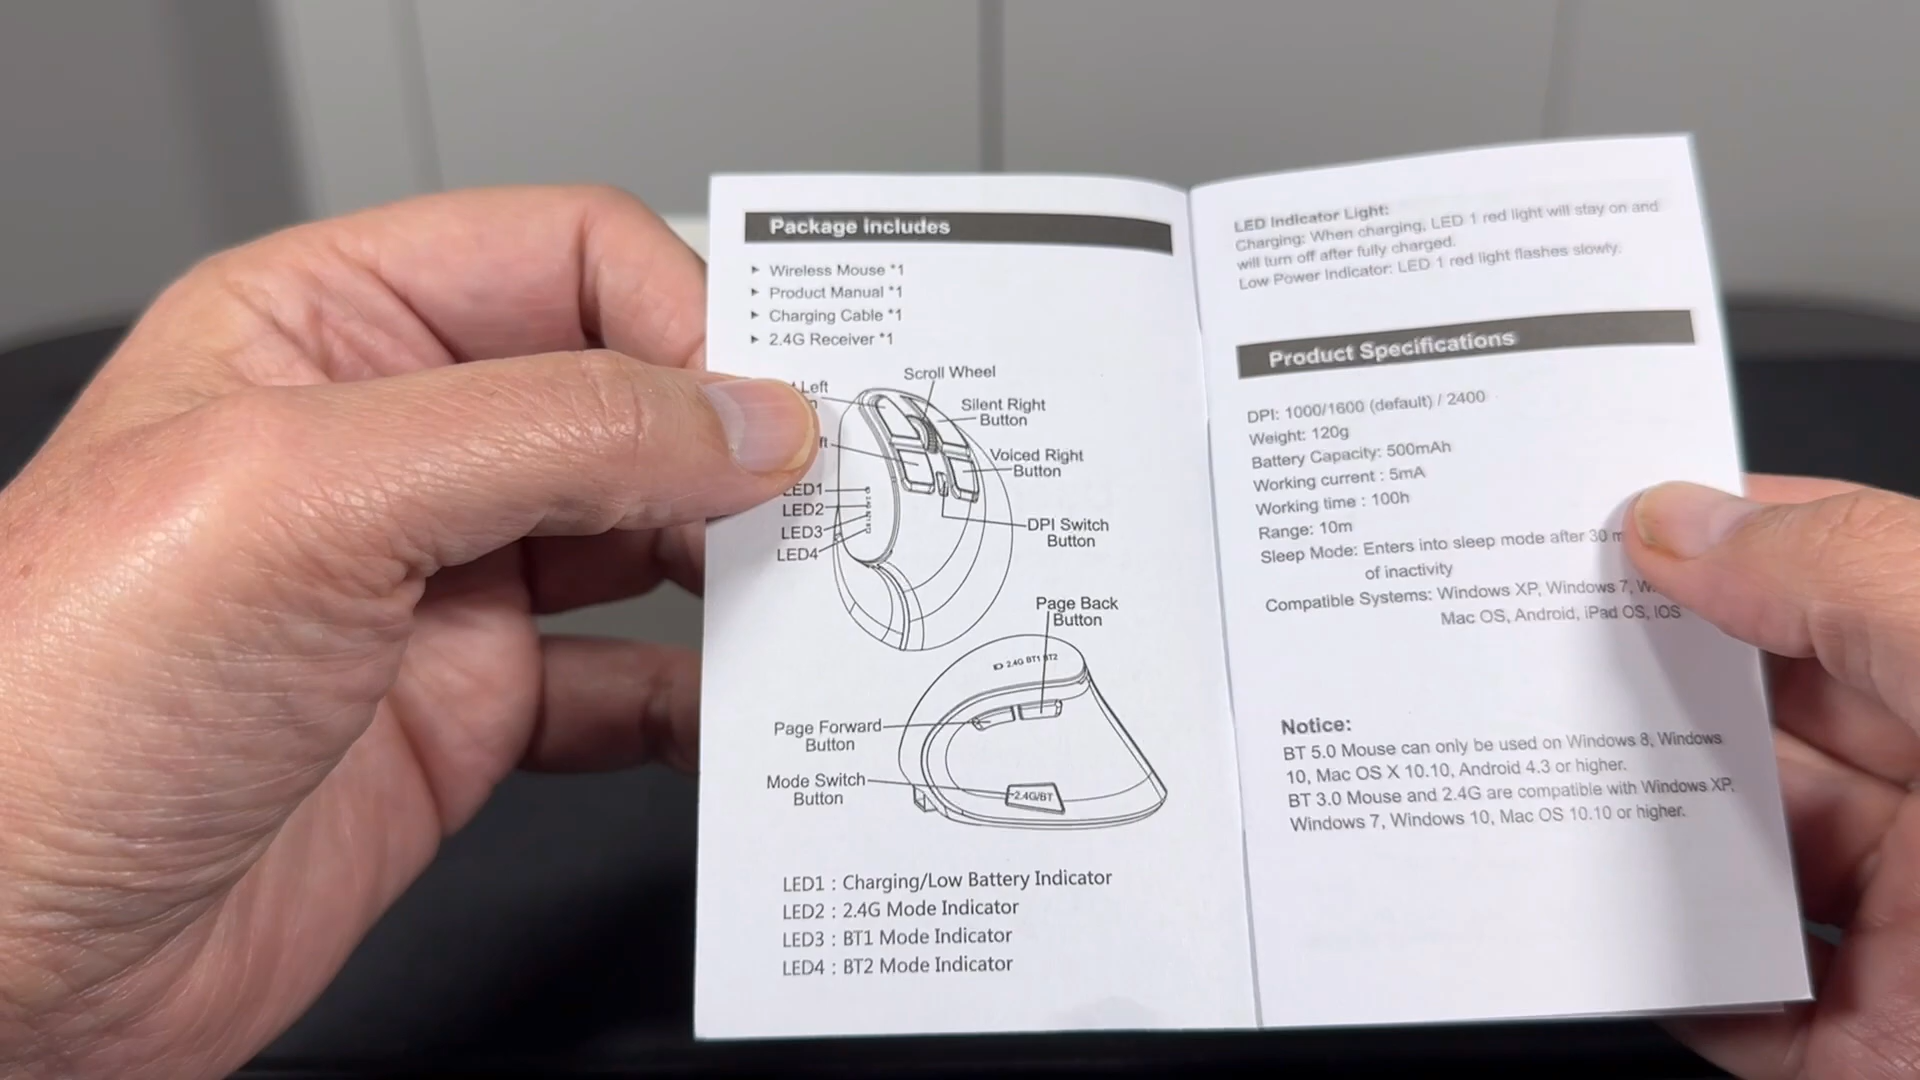 Package Includes
Wireless Mouse *1
Product Manual *1
Charging Cable *1
2.4G Receiver *1
Scroll Wheel
Left
Silent Right
Button
Voiced Right
Button
LED1
LED2
LED3
LED4
DPI Switch
Button
Page Back
Button
2.4G BT1 BT2
Page Forward
Button
Mode Switch
Button
2.4G/BT
LED1 : Charging/Low Battery Indicator
LED2 : 2.4G Mode Indicator
LED3 : BT1 Mode Indicator
LED4 : BT2 Mode Indicator
LED Indicator Light:
Charging: When charging, LED 1 red light will stay on and
will turn off after fully charged.
Low Power Indicator: LED 1 red light flashes slowly.
Product Specifications
DPI: 1000/1600 (default) / 2400
Weight: 120g
Battery Capacity: 500mAh
Working current : 5mA
Working time : 100h
Range: 10m
Sleep Mode: Enters into sleep mode after 30
of inactivity
Compatible Systems: Windows XP, Windows 7,
Mac OS, Android, iPad OS, IOS
Notice:
BT 5.0 Mouse can only be used on Windows 8, Windows
10, Mac OS X 10.10, Android 4.3 or higher.
BT 3.0 Mouse and 2.4G are compatible with Windows XP,
Windows 7, Windows 10, Mac OS 10.10 or higher.